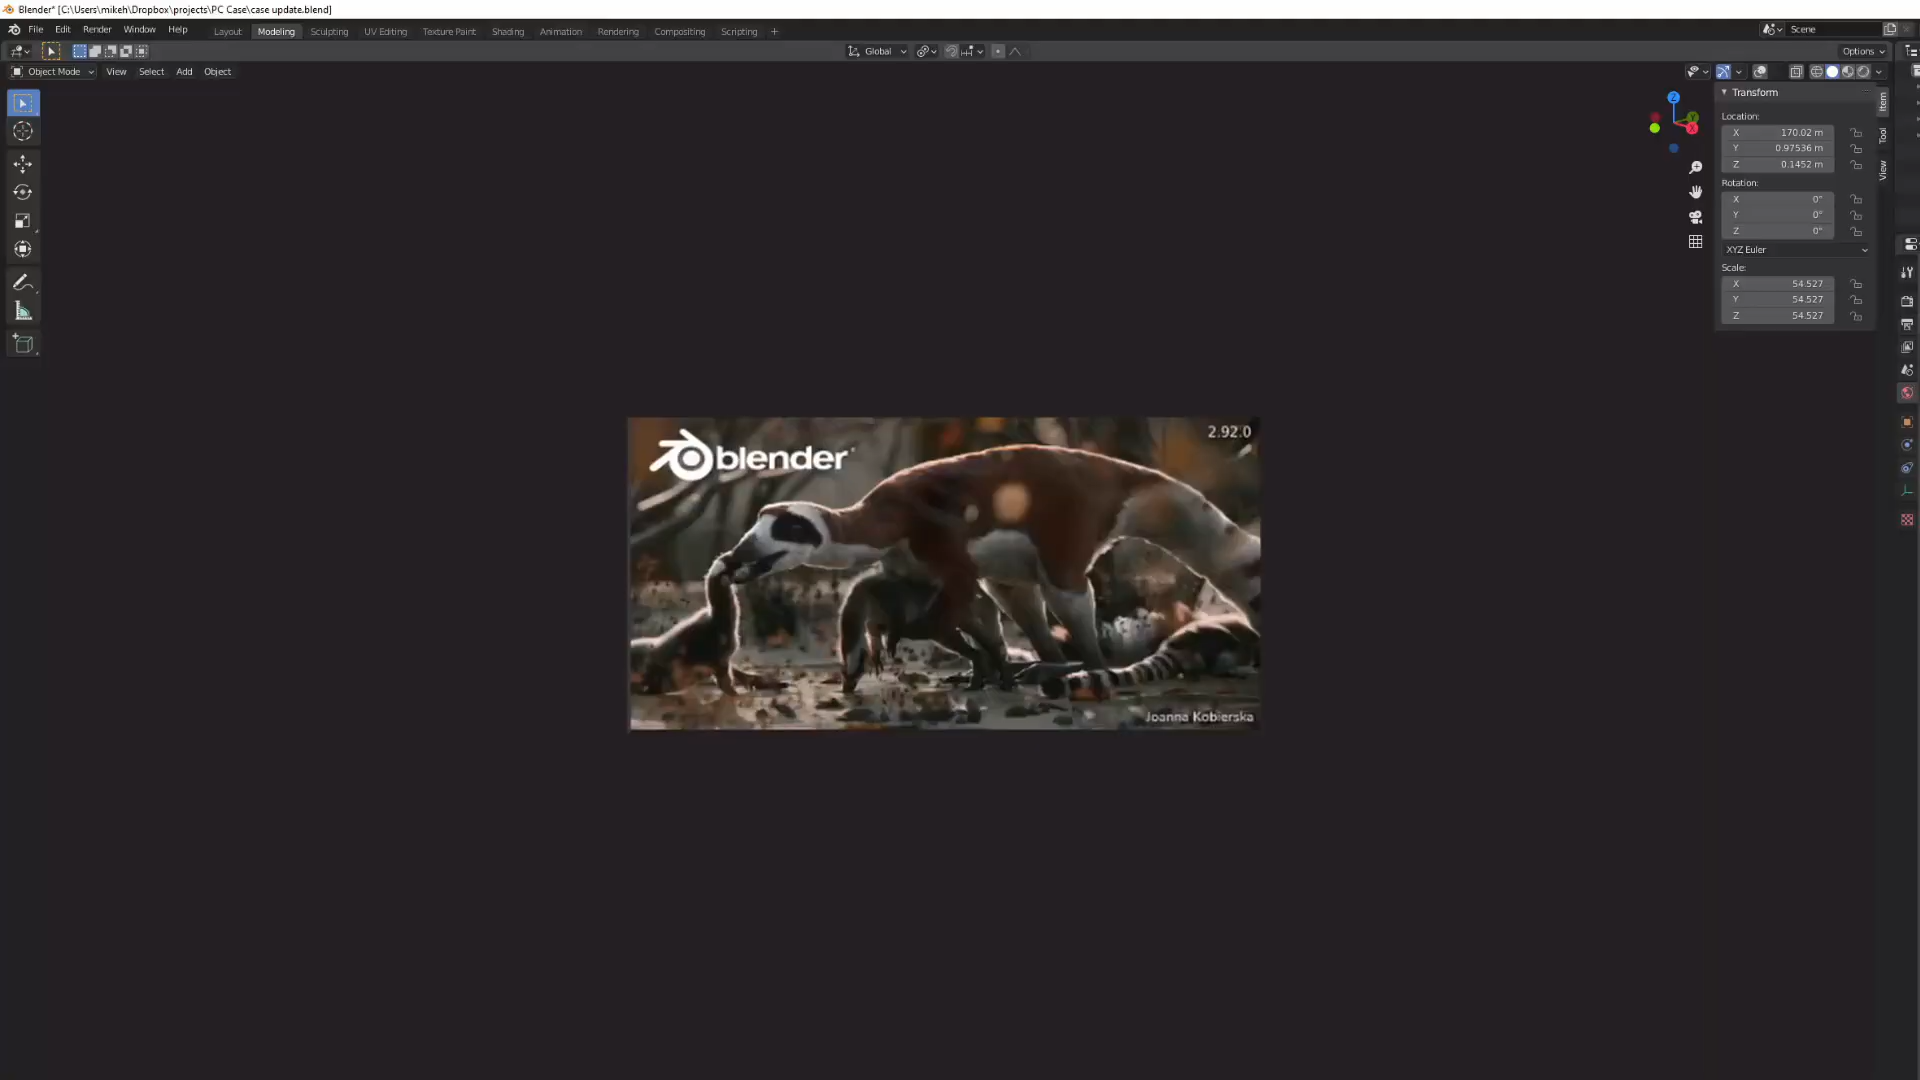 Blender* [C:\Users\mikeh\Dropbox\projects\PC Case\case update.blend]
File Edit Render Window Help Layout Modeling Sculpting UV Editing Texture Paint Shading Animation Rendering Compositing Scripting + Scene
Global Options
Object Mode View Select Add Object
Transform
Location:
X 170.02 m
Y 0.97536 m
Z 0.1452 m
Rotation:
X 0°
Y 0°
Z 0°
XYZ Euler
Scale:
X 54.527
Y 54.527
Z 54.527
Item
Tool
View
Z
Y
X
2.92.0
blender
Joanna Kobierska